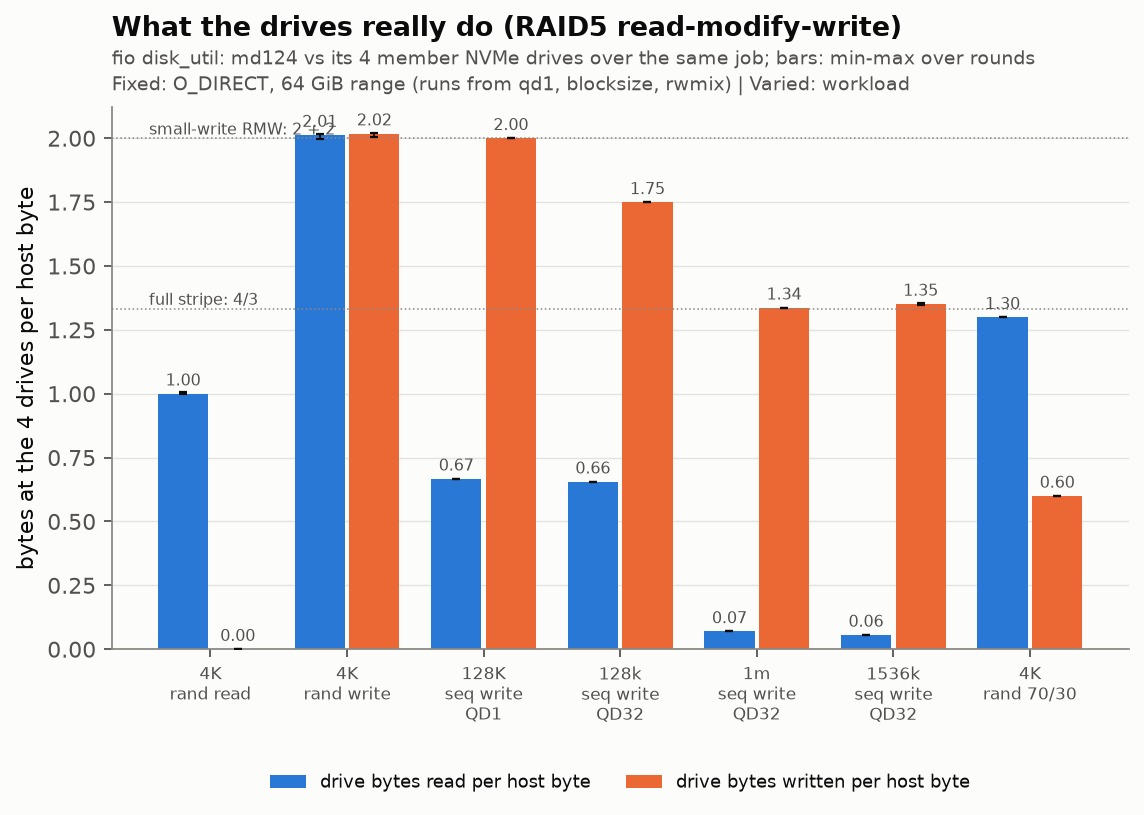 What the drives really do (RAID5 read-modify-write)
fio disk_util: md124 vs its 4 member NVMe drives over the same job; bars: min-max over rounds
Fixed: O_DIRECT, 64 GiB range (runs from qd1, blocksize, rwmix) | Varied: workload
bytes at the 4 drives per host byte
2.00
1.75
1.50
1.25
1.00
0.75
0.50
0.25
0.00
small-write RMW: 2 + 2
full stripe: 4/3
1.00
0.00
2.01
2.02
0.67
2.00
0.66
1.75
0.07
1.34
0.06
1.35
1.30
0.60
4K
rand read
4K
rand write
128K
seq write
QD1
128k
seq write
QD32
1m
seq write
QD32
1536k
seq write
QD32
4K
rand 70/30
drive bytes read per host byte
drive bytes written per host byte